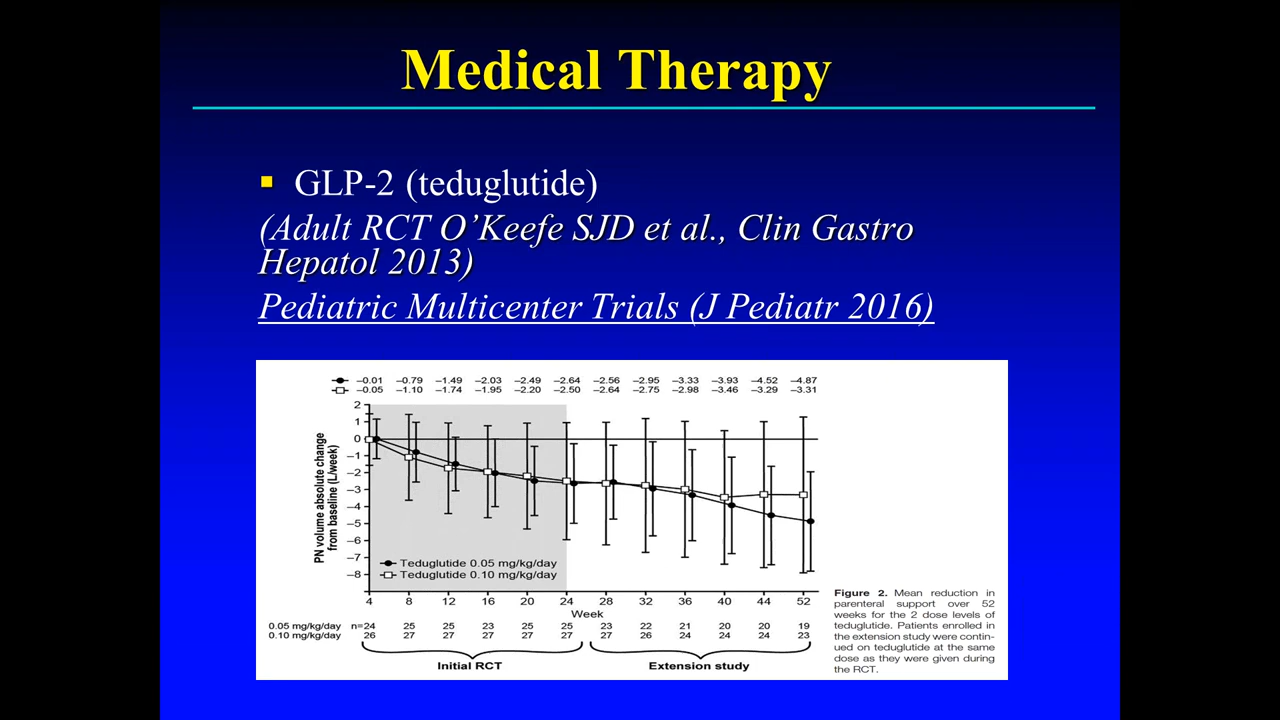 Medical Therapy
GLP-2 (teduglutide)
(Adult RCT O’Keefe SJD et al., Clin Gastro
Hepatol 2013)
Pediatric Multicenter Trials (J Pediatr 2016)
–0.01 –0.79 –1.49 –2.03 –2.49 –2.64 –2.56 –2.95 –3.33 –3.93 –4.52 –4.87
–0.05 –1.10 –1.74 –1.95 –2.20 –2.50 –2.64 –2.75 –2.98 –3.46 –3.29 –3.31
PN volume absolute change
from baseline (L/week)
2
1
0
–1
–2
–3
–4
–5
–6
–7
–8
Teduglutide 0.05 mg/kg/day
Teduglutide 0.10 mg/kg/day
4 8 12 16 20 24 28 32 36 40 44 52
Week
0.05 mg/kg/day n=24 25 25 23 25 25 23 22 21 20 20 19
0.10 mg/kg/day 26 27 27 27 27 27 27 26 24 24 24 23
Initial RCT Extension study
Figure 2. Mean reduction in
parenteral support over 52
weeks for the 2 dose levels of
teduglutide. Patients enrolled in
the extension study were contin-
ued on teduglutide at the same
dose as they were given during
the RCT.